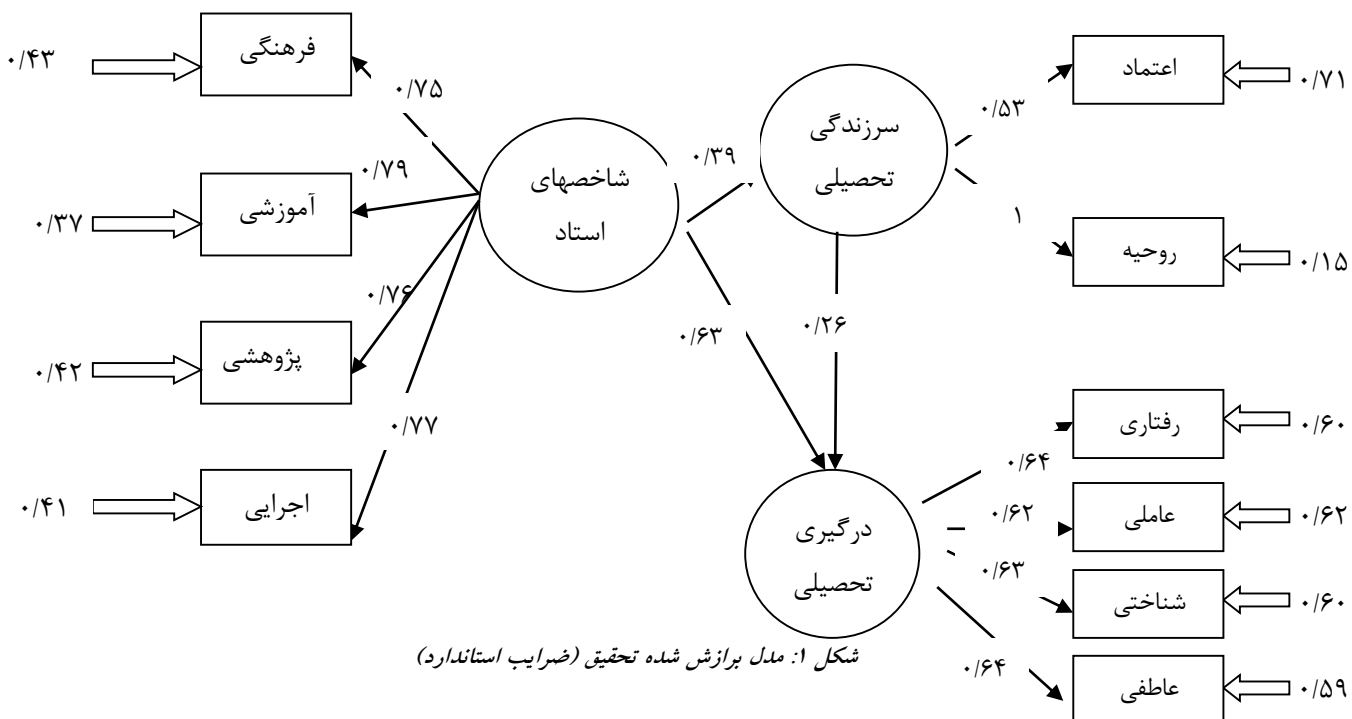 فرهنگی
۰/۴۳
۰/۷۵
آموزشی
۰/۳۷
۰/۷۹
پژوهشی
۰/۴۲
۰/۷۶
اجرایی
۰/۴۱
۰/۷۷
شاخصهای
استاد
۰/۳۹
۰/۶۳
سرزندگی
تحصیلی
۰/۲۶
۰/۵۳
اعتماد
۰/۷۱
۱
روحیه
۰/۱۵
درگیری
تحصیلی
۰/۶۴
رفتاری
۰/۶۰
۰/۶۲
عاملی
۰/۶۲
۰/۶۳
شناختی
۰/۶۰
۰/۶۴
عاطفی
۰/۵۹
شکل ۱: مدل برازش شده تحقیق (ضرایب استاندارد)